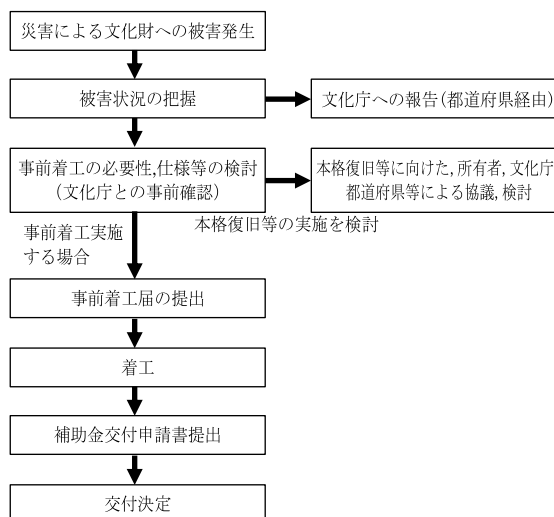 災害による文化財への被害発生
被害状況の把握
文化庁への報告(都道府県経由)
事前着工の必要性,仕様等の検討
(文化庁との事前確認)
本格復旧等に向けた,所有者,文化庁
都道府県等による協議,検討
本格復旧等の実施を検討
事前着工実施
する場合
事前着工届の提出
着工
補助金交付申請書提出
交付決定